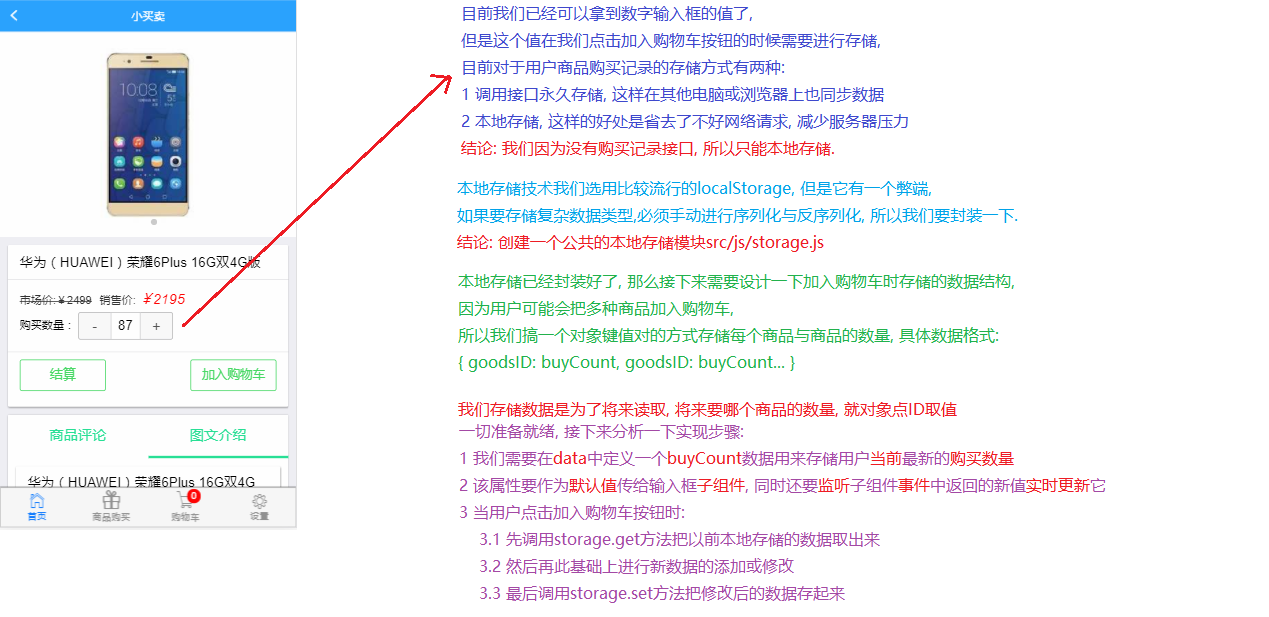 小买卖
10:08
华为（HUAWEI）荣耀6Plus 16G双4G版
市场价:￥2499 销售价: ￥2195
购买数量： - 87 +
结算 加入购物车
商品评论 图文介绍
华为（HUAWEI）荣耀6Plus 16G双4G
0
首页 商品购买 购物车 设置
目前我们已经可以拿到数字输入框的值了,
但是这个值在我们点击加入购物车按钮的时候需要进行存储,
目前对于用户商品购买记录的存储方式有两种:
1 调用接口永久存储, 这样在其他电脑或浏览器上也同步数据
2 本地存储, 这样的好处是省去了不好网络请求, 减少服务器压力
结论: 我们因为没有购买记录接口, 所以只能本地存储.
本地存储技术我们选用比较流行的localStorage, 但是它有一个弊端,
如果要存储复杂数据类型,必须手动进行序列化与反序列化, 所以我们要封装一下.
结论: 创建一个公共的本地存储模块src/js/storage.js
本地存储已经封装好了, 那么接下来需要设计一下加入购物车时存储的数据结构,
因为用户可能会把多种商品加入购物车,
所以我们搞一个对象键值对的方式存储每个商品与商品的数量, 具体数据格式:
{ goodsID: buyCount, goodsID: buyCount... }
我们存储数据是为了将来读取, 将来要哪个商品的数量, 就对象点ID取值
一切准备就绪, 接下来分析一下实现步骤:
1 我们需要在data中定义一个buyCount数据用来存储用户当前最新的购买数量
2 该属性要作为默认值传给输入框子组件, 同时还要监听子组件事件中返回的新值实时更新它
3 当用户点击加入购物车按钮时:
3.1 先调用storage.get方法把以前本地存储的数据取出来
3.2 然后再此基础上进行新数据的添加或修改
3.3 最后调用storage.set方法把修改后的数据存起来